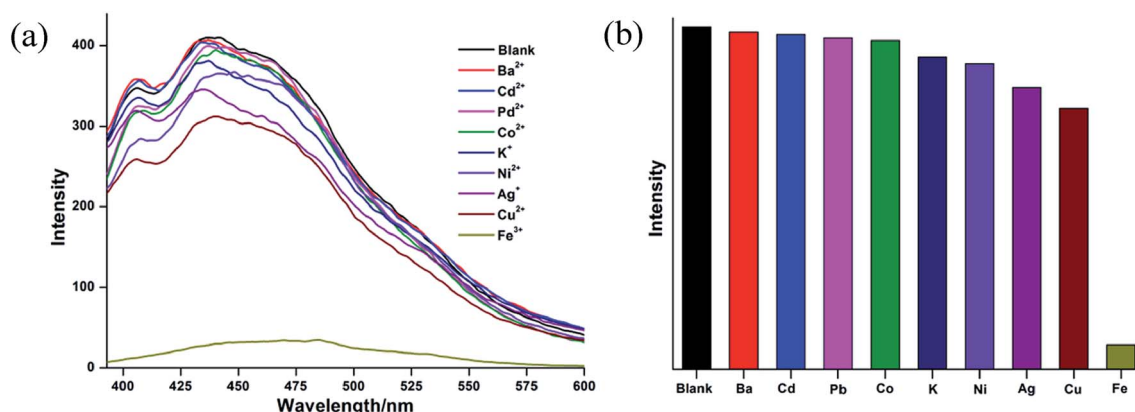 (a)
400
300
200
100
0
Intensity
400 425 450 475 500 525 550 575 600
Wavelength/nm
Blank
Ba²⁺
Cd²⁺
Pd²⁺
Co²⁺
K⁺
Ni²⁺
Ag⁺
Cu²⁺
Fe³⁺
(b)
Intensity
Blank Ba Cd Pb Co K Ni Ag Cu Fe